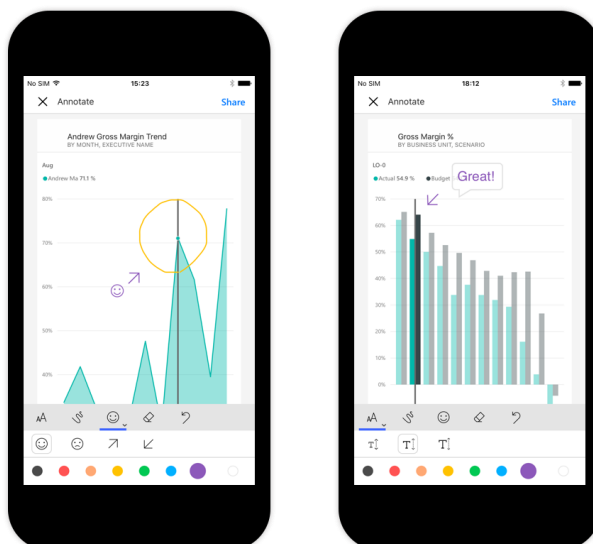 No SIM 15:23
Annotate Share
Andrew Gross Margin Trend
BY MONTH, EXECUTIVE NAME
Aug
Andrew Ma 71.1 %
80%
70%
60%
50%
40%
AA
No SIM 18:12
Annotate Share
Gross Margin %
BY BUSINESS UNIT, SCENARIO
LO-0
Actual 54.9 % Budget
Great!
70%
60%
50%
40%
30%
20%
10%
0%
AA
T T T